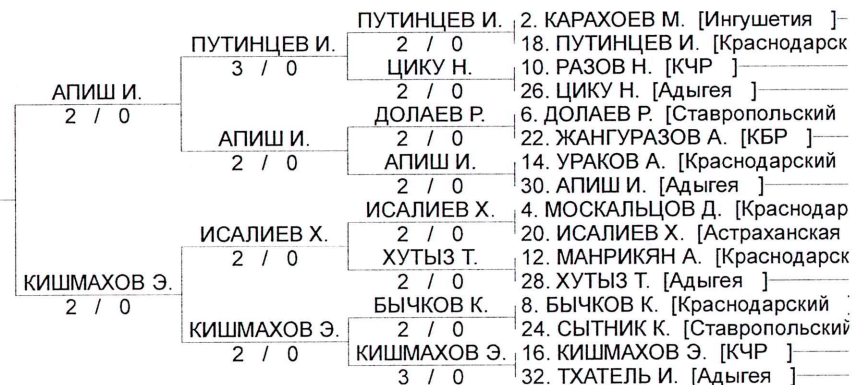 ПУТИНЦЕВ И. 2. КАРАХОЕВ М. [Ингушетия ]
ПУТИНЦЕВ И. 2 / 0 18. ПУТИНЦЕВ И. [Краснодарск
3 / 0 ЦИКУ Н. 10. РАЗОВ Н. [КЧР ]
АПИШ И. 2 / 0 26. ЦИКУ Н. [Адыгея ]
2 / 0 ДОЛАЕВ Р. 6. ДОЛАЕВ Р. [Ставропольский
АПИШ И. 2 / 0 22. ЖАНГУРАЗОВ А. [КБР ]
2 / 0 АПИШ И. 14. УРАКОВ А. [Краснодарский
2 / 0 30. АПИШ И. [Адыгея ]
ИСАЛИЕВ Х. 4. МОСКАЛЬЦОВ Д. [Краснодар
ИСАЛИЕВ Х. 2 / 0 20. ИСАЛИЕВ Х. [Астраханская
2 / 0 ХУТЫЗ Т. 12. МАНРИКЯН А. [Краснодарск
КИШМАХОВ Э. 2 / 0 28. ХУТЫЗ Т. [Адыгея ]
2 / 0 БЫЧКОВ К. 8. БЫЧКОВ К. [Краснодарский ]
КИШМАХОВ Э. 2 / 0 24. СЫТНИК К. [Ставропольский
2 / 0 КИШМАХОВ Э. 16. КИШМАХОВ Э. [КЧР ]
3 / 0 32. ТХАТЕЛЬ И. [Адыгея ]